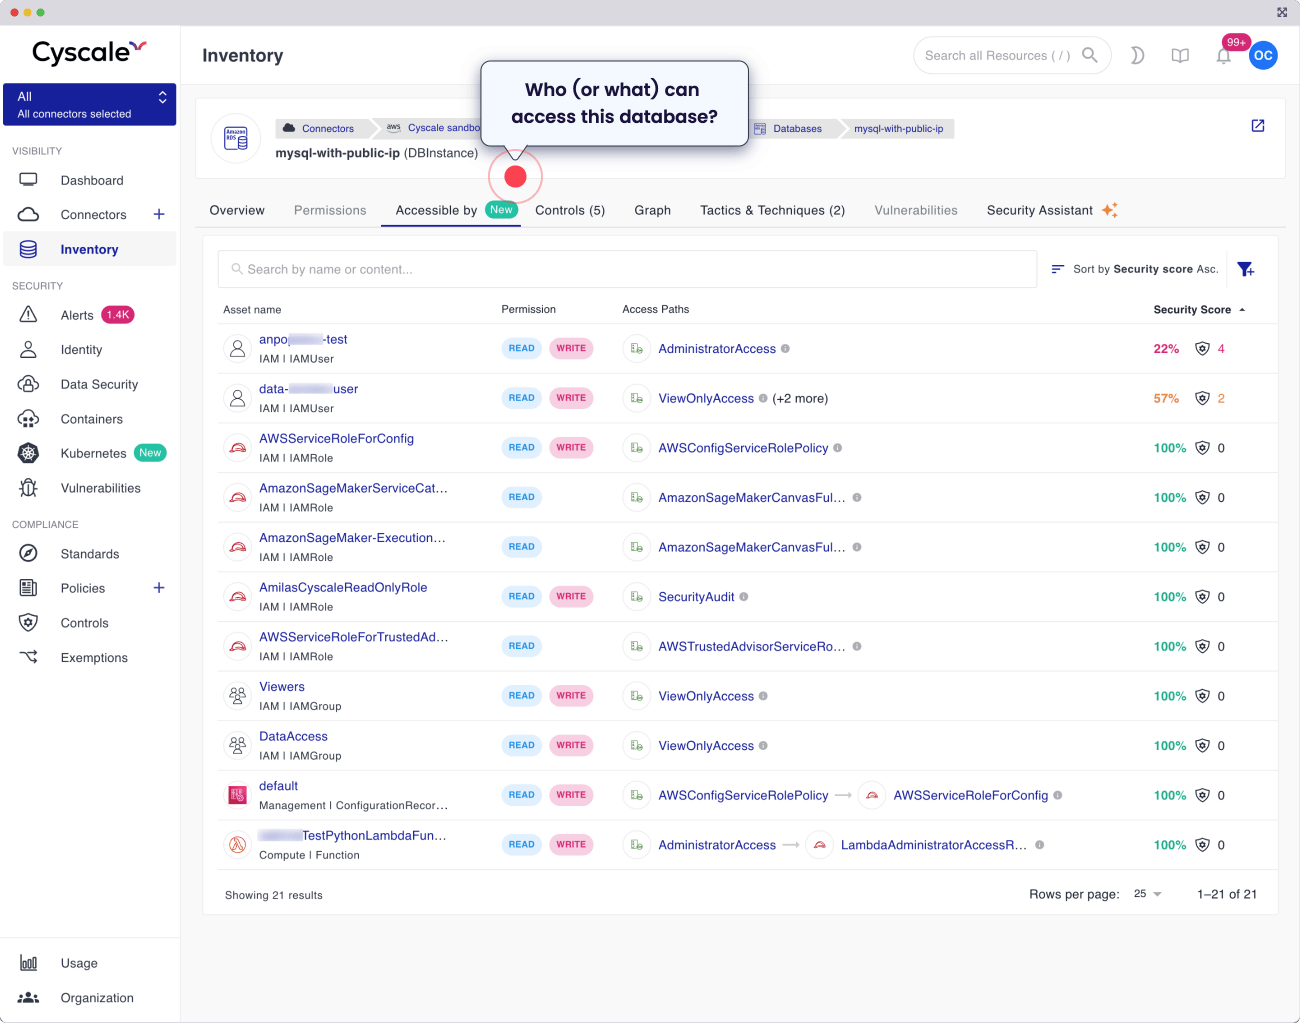 Cyscale
Inventory
Search all Resources ( / )
99+
OC
All
All connectors selected
VISIBILITY
Dashboard
Connectors
Inventory
SECURITY
Alerts 1.4K
Identity
Data Security
Containers
Kubernetes New
Vulnerabilities
COMPLIANCE
Standards
Policies
Controls
Exemptions
Usage
Organization
Who (or what) can
access this database?
Amazon
RDS
Connectors
aws Cyscale sandbo
Databases
mysql-with-public-ip
mysql-with-public-ip (DBInstance)
Overview Permissions Accessible by New Controls (5) Graph Tactics & Techniques (2) Vulnerabilities Security Assistant
Search by name or content...
Sort by Security score Asc.
Asset name Permission Access Paths Security Score
anpo -test
IAM | IAMUser
READ WRITE AdministratorAccess 22% 4
data- user
IAM | IAMUser
READ WRITE ViewOnlyAccess (+2 more) 57% 2
AWSServiceRoleForConfig
IAM | IAMRole
READ WRITE AWSConfigServiceRolePolicy 100% 0
AmazonSageMakerServiceCat...
IAM | IAMRole
READ AmazonSageMakerCanvasFul... 100% 0
AmazonSageMaker-Execution...
IAM | IAMRole
READ AmazonSageMakerCanvasFul... 100% 0
AmilasCyscaleReadOnlyRole
IAM | IAMRole
READ WRITE SecurityAudit 100% 0
AWSServiceRoleForTrustedAd...
IAM | IAMRole
READ AWSTrustedAdvisorServiceRo... 100% 0
Viewers
IAM | IAMGroup
READ WRITE ViewOnlyAccess 100% 0
DataAccess
IAM | IAMGroup
READ WRITE ViewOnlyAccess 100% 0
default
Management | ConfigurationRecor...
READ WRITE AWSConfigServiceRolePolicy AWSServiceRoleForConfig 100% 0
TestPythonLambdaFun...
Compute | Function
READ WRITE AdministratorAccess LambdaAdministratorAccessR... 100% 0
Showing 21 results
Rows per page: 25 1–21 of 21